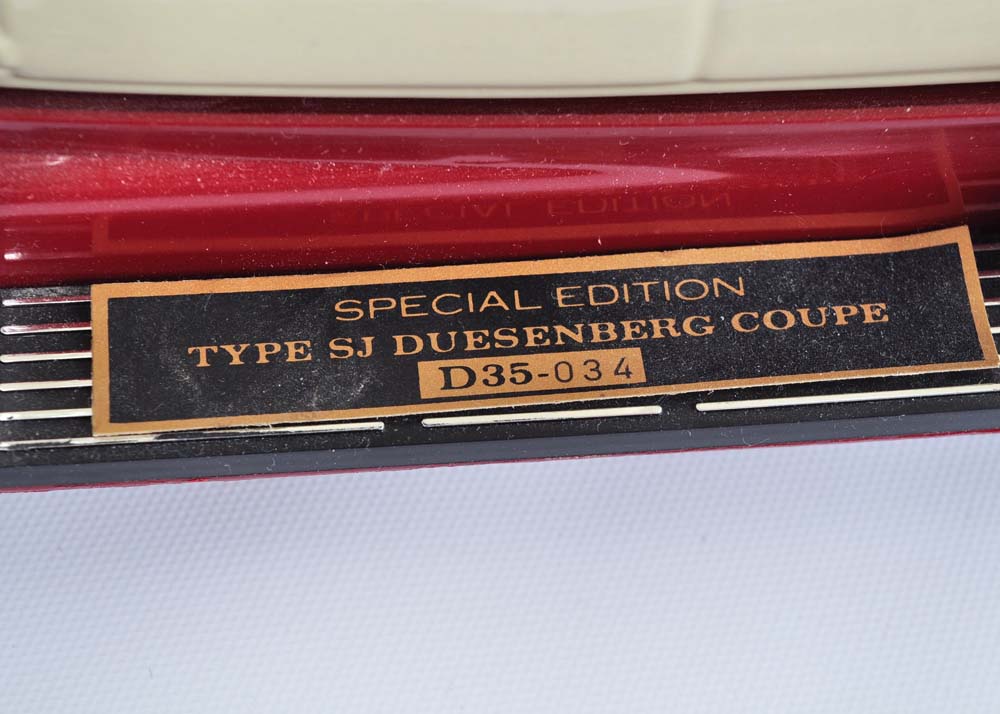 SPECIAL EDITION
TYPE SJ DUESENBERG COUPE
D35-034